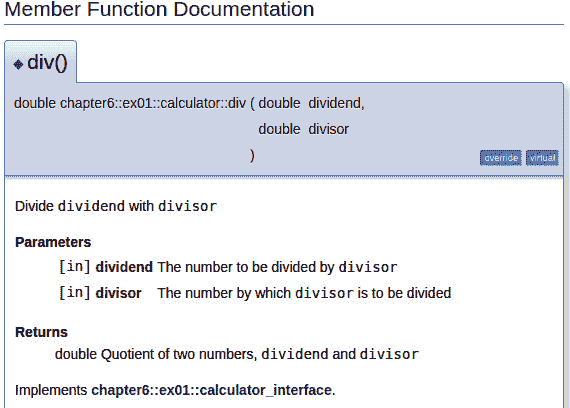 Member Function Documentation
◆ div()
double chapter6::ex01::calculator::div ( double dividend,
double divisor
)
override virtual
Divide dividend with divisor
Parameters
[in] dividend The number to be divided by divisor
[in] divisor The number by which divisor is to be divided
Returns
double Quotient of two numbers, dividend and divisor
Implements chapter6::ex01::calculator_interface.